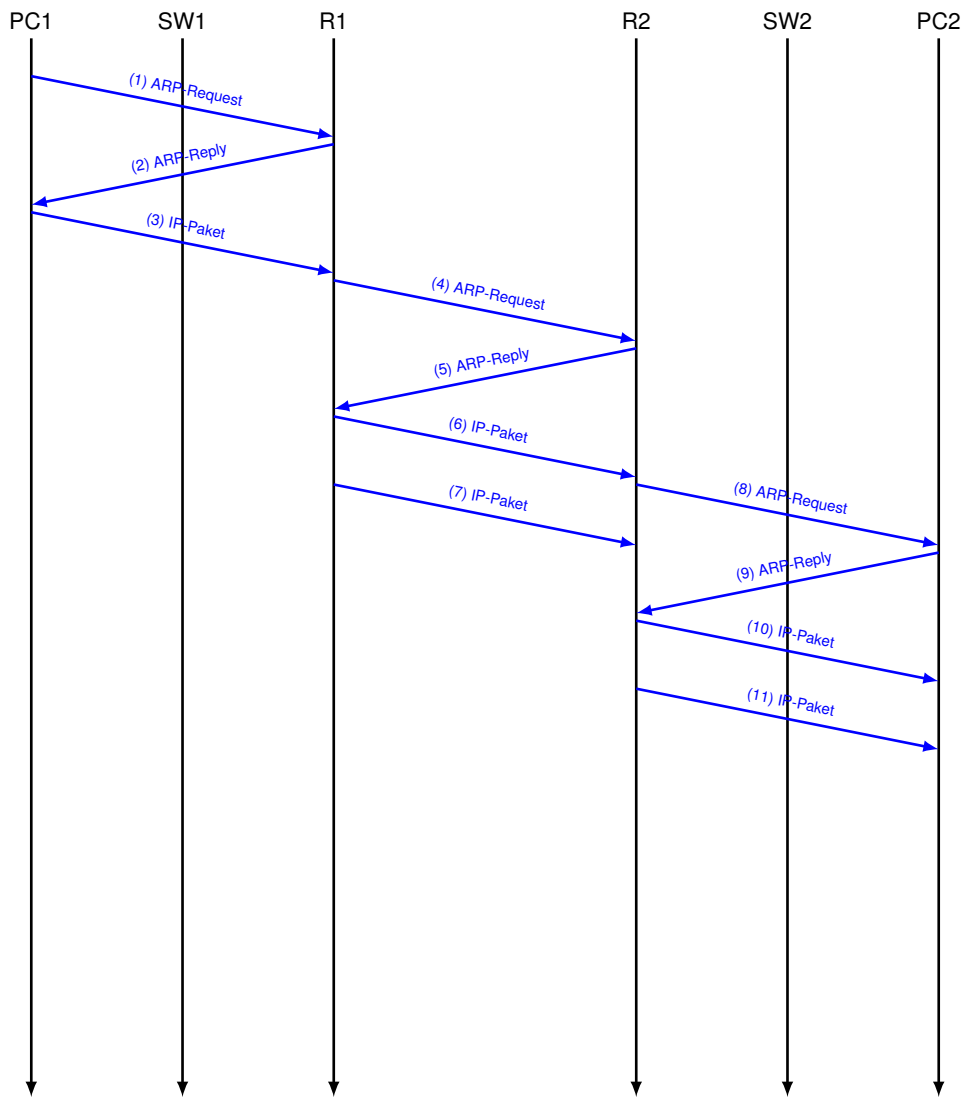 PC1 SW1 R1 R2 SW2 PC2
(1) ARP-Request
(2) ARP-Reply
(3) IP-Paket
(4) ARP-Request
(5) ARP-Reply
(6) IP-Paket
(7) IP-Paket
(8) ARP-Request
(9) ARP-Reply
(10) IP-Paket
(11) IP-Paket